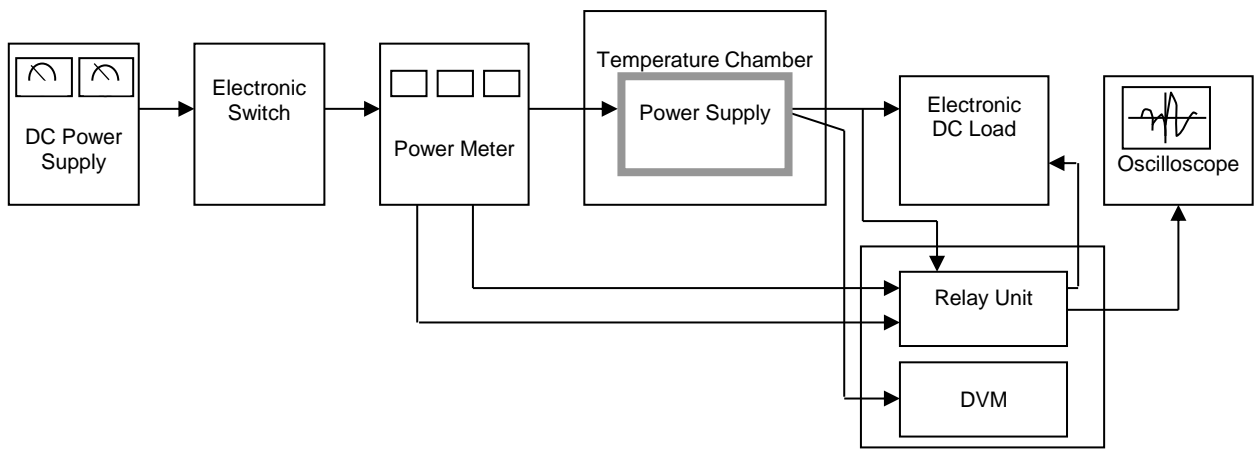 DC Power
Supply
Electronic
Switch
Power Meter
Temperature Chamber
Power Supply
Electronic
DC Load
Oscilloscope
Relay Unit
DVM